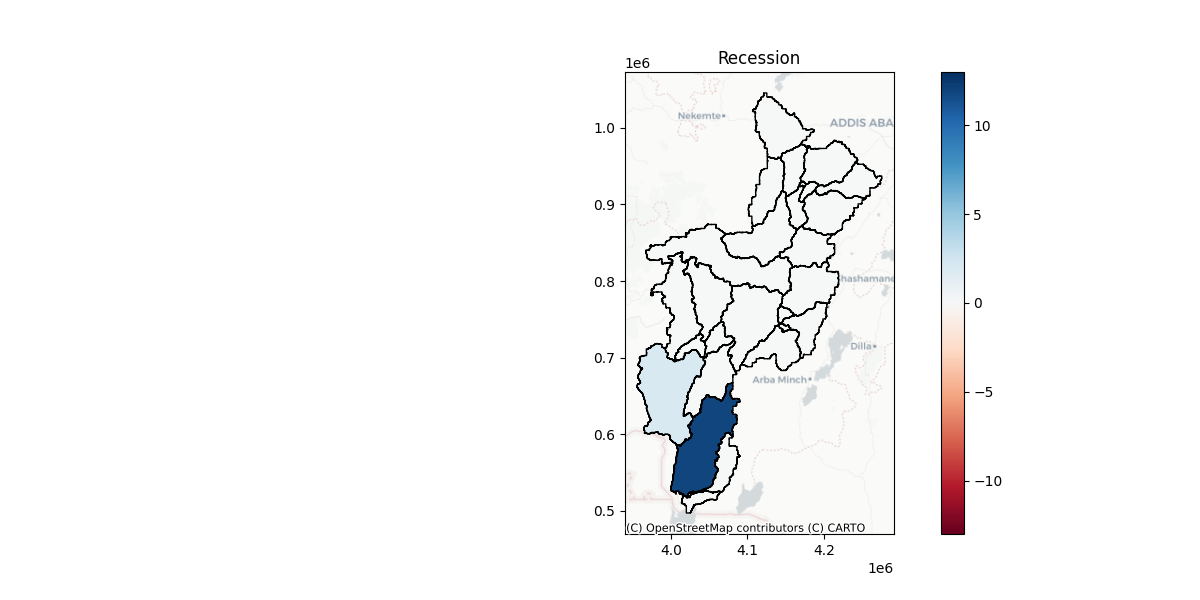 Recession
1e6
1.0
0.9
0.8
0.7
0.6
0.5
Nekemte
ADDIS ABA
hashamane
Dilla
Arba Minch
(C) OpenStreetMap contributors (C) CARTO
4.0 4.1 4.2
1e6
10
5
0
−5
−10